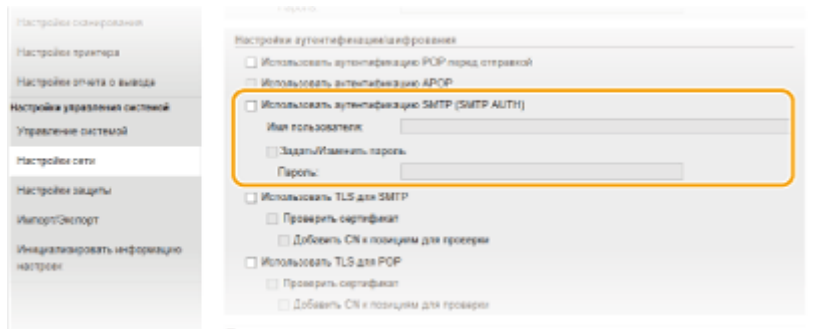 Пароль:
Настройки сканирования
Настройки принтера
Настройки отчета о выводе
Настройки управления системой
Управление системой
Настройки сети
Настройки защиты
Импорт/Экспорт
Инициализировать информацию
настроек
Настройки аутентификации/шифрования
Использовать аутентификацию POP перед отправкой
Использовать аутентификацию APOP
Использовать аутентификацию SMTP (SMTP AUTH)
Имя пользователя:
Задать/Изменить пароль
Пароль:
Использовать TLS для SMTP
Проверить сертификат
Добавить CN к позициям для проверки
Использовать TLS для POP
Проверить сертификат
Добавить CN к позициям для проверки